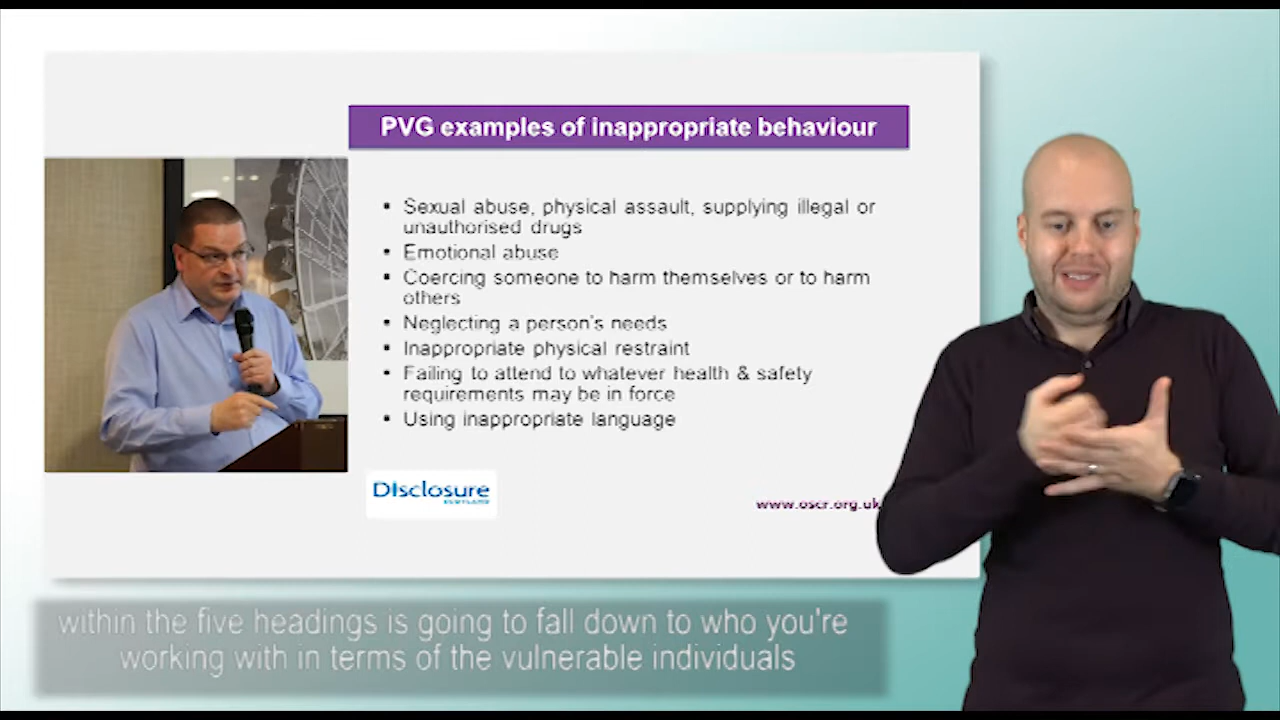 PVG examples of inappropriate behaviour
▪ Sexual abuse, physical assault, supplying illegal or
unauthorised drugs
▪ Emotional abuse
▪ Coercing someone to harm themselves or to harm
others
▪ Neglecting a person's needs
▪ Inappropriate physical restraint
▪ Failing to attend to whatever health & safety
requirements may be in force
▪ Using inappropriate language
Disclosure
SCOTLAND
www.oscr.org.uk
within the five headings is going to fall down to who you're
working with in terms of the vulnerable individuals